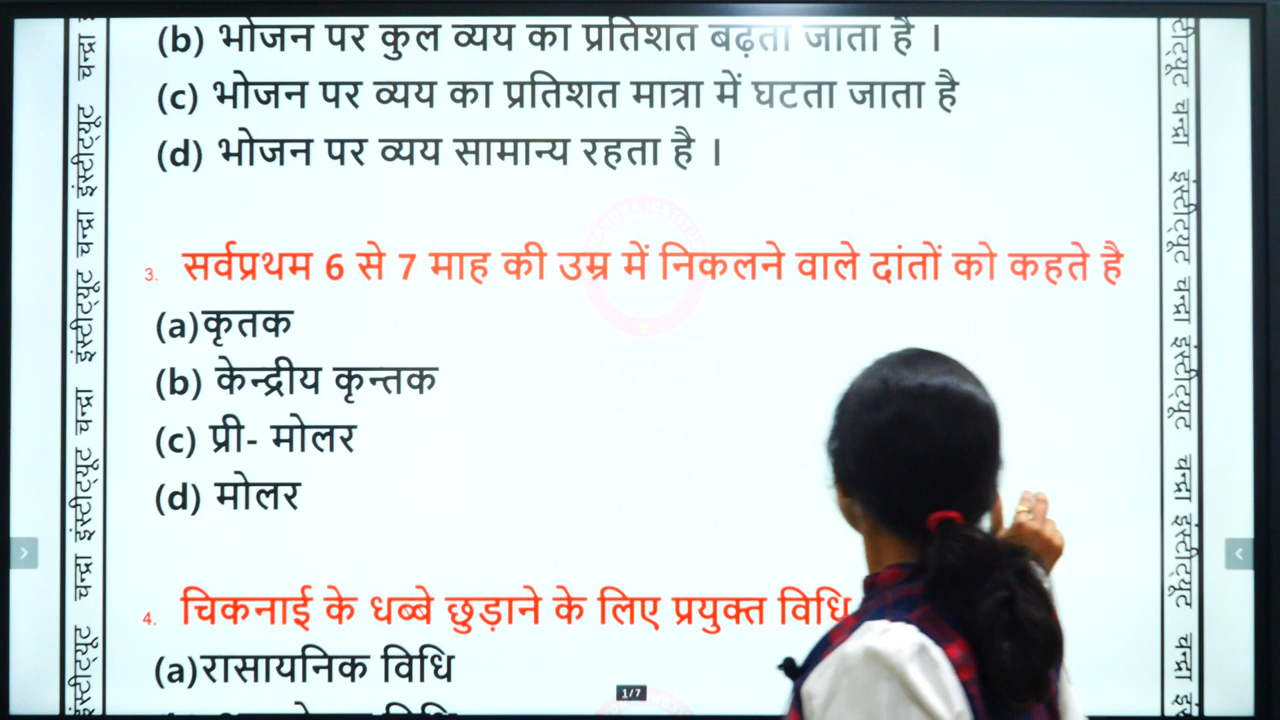 (b) भोजन पर कुल व्यय का प्रतिशत बढ़ता जाता है ।
(c) भोजन पर व्यय का प्रतिशत मात्रा में घटता जाता है
(d) भोजन पर व्यय सामान्य रहता है ।
3. सर्वप्रथम 6 से 7 माह की उम्र में निकलने वाले दांतों को कहते है
(a)कृतक
(b) केन्द्रीय कृन्तक
(c) प्री- मोलर
(d) मोलर
4. चिकनाई के धब्बे छुड़ाने के लिए प्रयुक्त विधि
(a)रासायनिक विधि
1/7
चन्द्रा इंस्टीट्यूट चन्द्रा इंस्टीट्यूट चन्द्रा इंस्टीट्यूट चन्द्रा
चन्द्रा इंस्टीट्यूट चन्द्रा इंस्टीट्यूट चन्द्रा इंस्टीट्यूट चन्द्रा